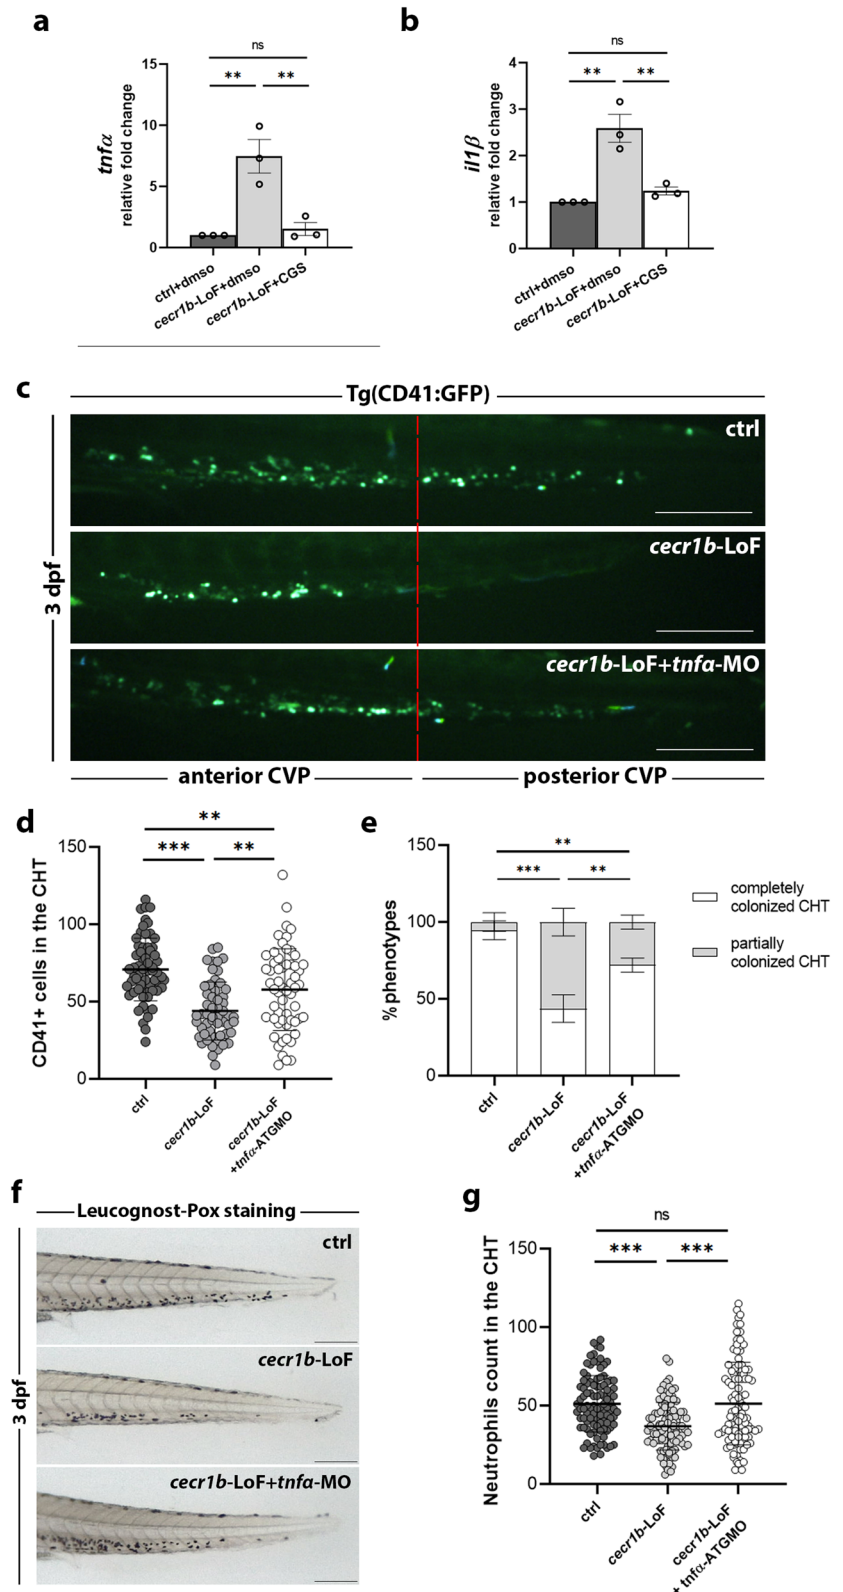 a
ns
** **
15
10
5
0
tnfα
relative fold change
ctrl+dmso
cecr1b-LoF+dmso
cecr1b-LoF+CGS
b
ns
** **
4
3
2
1
0
il1β
relative fold change
ctrl+dmso
cecr1b-LoF+dmso
cecr1b-LoF+CGS
c
Tg(CD41:GFP)
3 dpf
ctrl
cecr1b-LoF
cecr1b-LoF+tnfα-MO
anterior CVP
posterior CVP
d
**
*** **
150
100
50
0
CD41+ cells in the CHT
ctrl
cecr1b-LoF
cecr1b-LoF
+tnfα-ATGMO
e
**
*** **
150
100
50
0
% phenotypes
ctrl
cecr1b-LoF
cecr1b-LoF
+tnfα-ATGMO
completely
colonized CHT
partially
colonized CHT
f
Leucognost-Pox staining
3 dpf
ctrl
cecr1b-LoF
cecr1b-LoF+tnfα-MO
g
ns
*** ***
150
100
50
0
Neutrophils count in the CHT
ctrl
cecr1b-LoF
cecr1b-LoF
+ tnfα-ATGMO